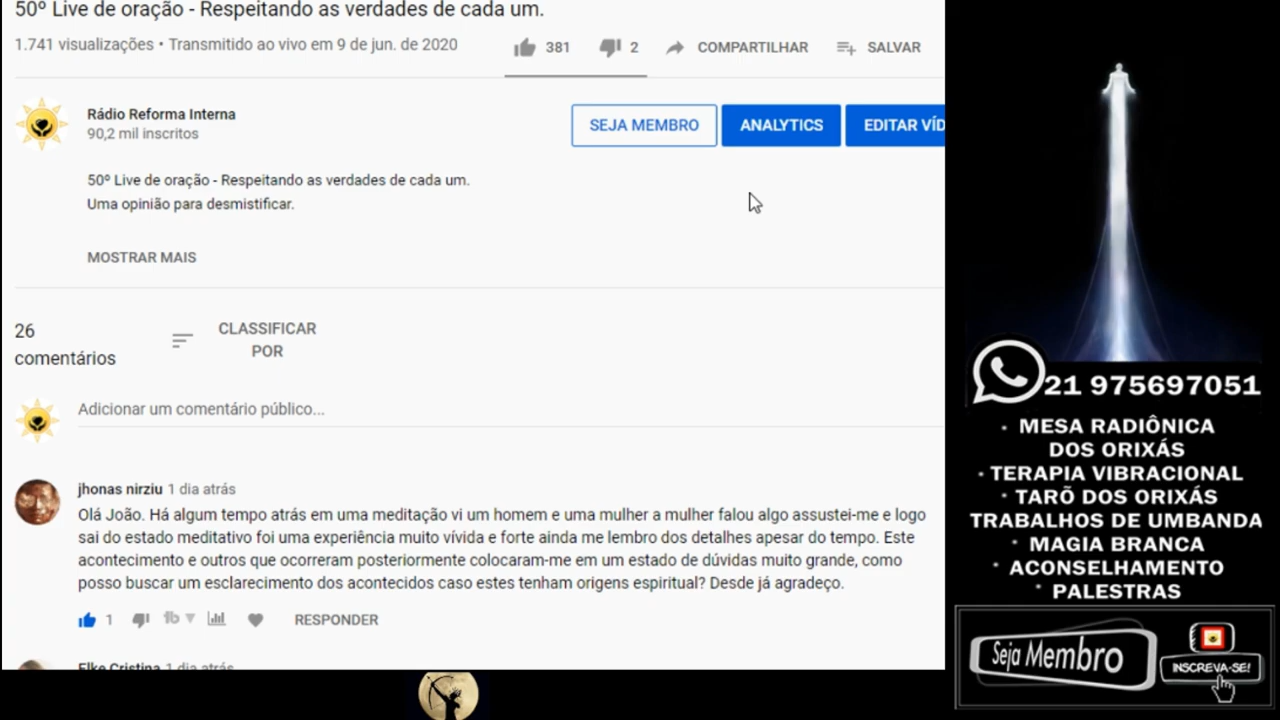 50º Live de oração - Respeitando as verdades de cada um.
1.741 visualizações • Transmitido ao vivo em 9 de jun. de 2020
381
2
COMPARTILHAR
SALVAR
Rádio Reforma Interna
90,2 mil inscritos
SEJA MEMBRO
ANALYTICS
EDITAR VÍD
50º Live de oração - Respeitando as verdades de cada um.
Uma opinião para desmistificar.
MOSTRAR MAIS
26
comentários
CLASSIFICAR
POR
Adicionar um comentário público...
jhonas nirziu 1 dia atrás
Olá João. Há algum tempo atrás em uma meditação vi um homem e uma mulher a mulher falou algo assustei-me e logo
sai do estado meditativo foi uma experiência muito vívida e forte ainda me lembro dos detalhes apesar do tempo. Este
acontecimento e outros que ocorreram posteriormente colocaram-me em um estado de dúvidas muito grande, como
posso buscar um esclarecimento dos acontecidos caso estes tenham origens espiritual? Desde já agradeço.
1
tb
RESPONDER
Elke Cristina 1 dia atrás
21 975697051
• MESA RADIÔNICA
DOS ORIXÁS
• TERAPIA VIBRACIONAL
• TARÕ DOS ORIXÁS
TRABALHOS DE UMBANDA
• MAGIA BRANCA
• ACONSELHAMENTO
• PALESTRAS
Seja Membro
INSCREVA-SE!